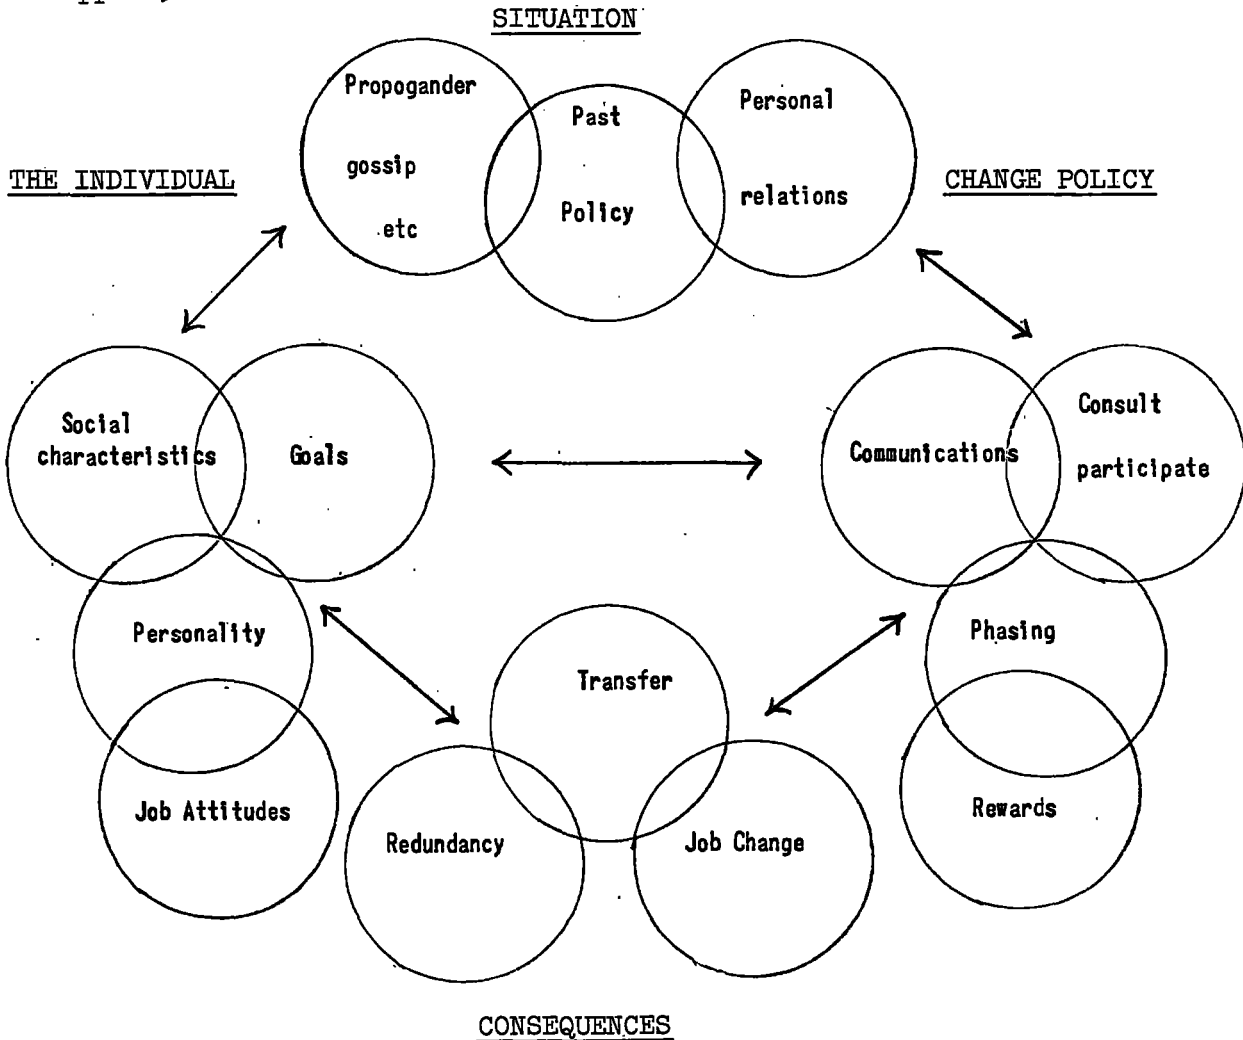 SITUATION
Propogander
gossip
etc
Past
Policy
Personal
relations
THE INDIVIDUAL
CHANGE POLICY
Social
characteristics
Goals
Communications
Consult
participate
Personality
Phasing
Transfer
Job Attitudes
Redundancy
Job Change
Rewards
CONSEQUENCES